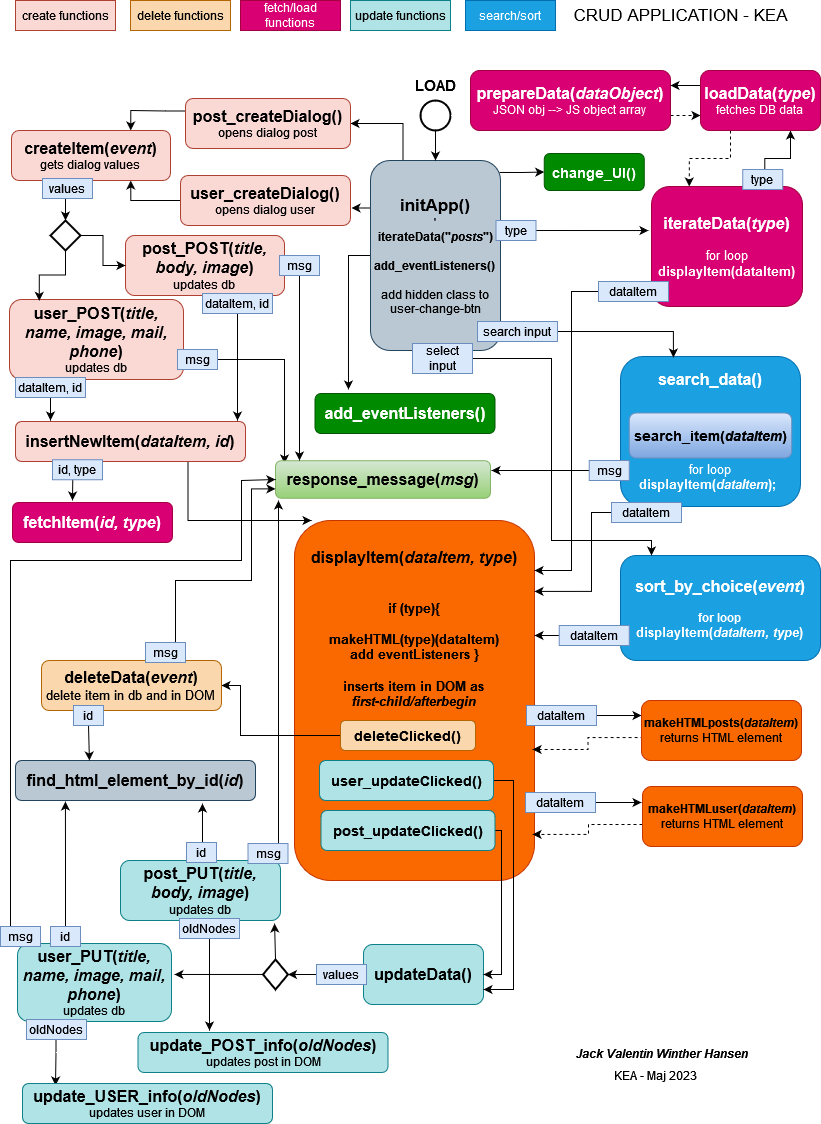 create functions
delete functions
fetch/load
functions
update functions
search/sort
CRUD APPLICATION - KEA
LOAD
prepareData(dataObject)
JSON obj --> JS object array
loadData(type)
fetches DB data
post_createDialog()
opens dialog post
createItem(event)
gets dialog values
values
user_createDialog()
opens dialog user
initApp()
'
iterateData("posts")
add_eventListeners()
add hidden class to
user-change-btn
change_UI()
type
type
iterateData(type)
for loop
displayItem(dataItem)
dataItem
post_POST(title,
body, image)
updates db
msg
dataItem, id
user_POST(title,
name, image, mail,
phone)
updates db
msg
dataItem, id
search input
select
input
search_data()
search_item(dataItem)
for loop
displayItem(dataItem);
msg
dataItem
add_eventListeners()
insertNewItem(dataItem, id)
id, type
response_message(msg)
fetchItem(id, type)
displayItem(dataItem, type)
if (type){
makeHTML(type)(dataItem)
add eventListeners }
inserts item in DOM as
first-child/afterbegin
deleteClicked()
user_updateClicked()
post_updateClicked()
sort_by_choice(event)
for loop
displayItem(dataItem, type)
dataItem
msg
deleteData(event)
delete item in db and in DOM
id
dataItem
makeHTMLposts(dataItem)
returns HTML element
find_html_element_by_id(id)
dataItem
makeHTMLuser(dataItem)
returns HTML element
id
msg
post_PUT(title,
body, image)
updates db
oldNodes
msg
id
user_PUT(title,
name, image, mail,
phone)
updates db
oldNodes
values
updateData()
update_POST_info(oldNodes)
updates post in DOM
update_USER_info(oldNodes)
updates user in DOM
Jack Valentin Winther Hansen
KEA - Maj 2023